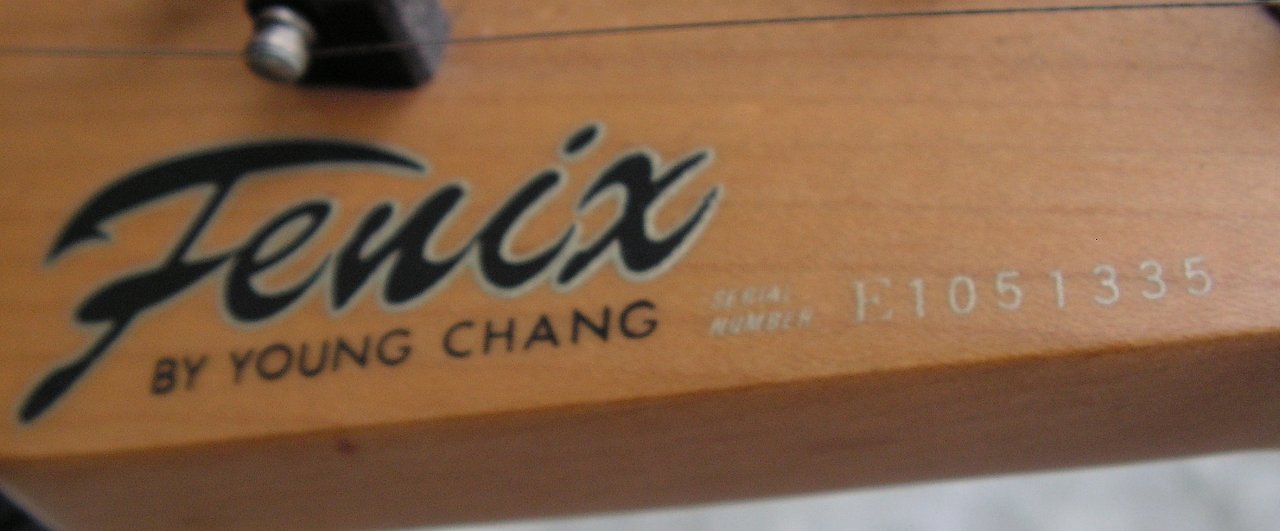 Fenix
BY YOUNG CHANG
SERIAL
NUMBER E1051335